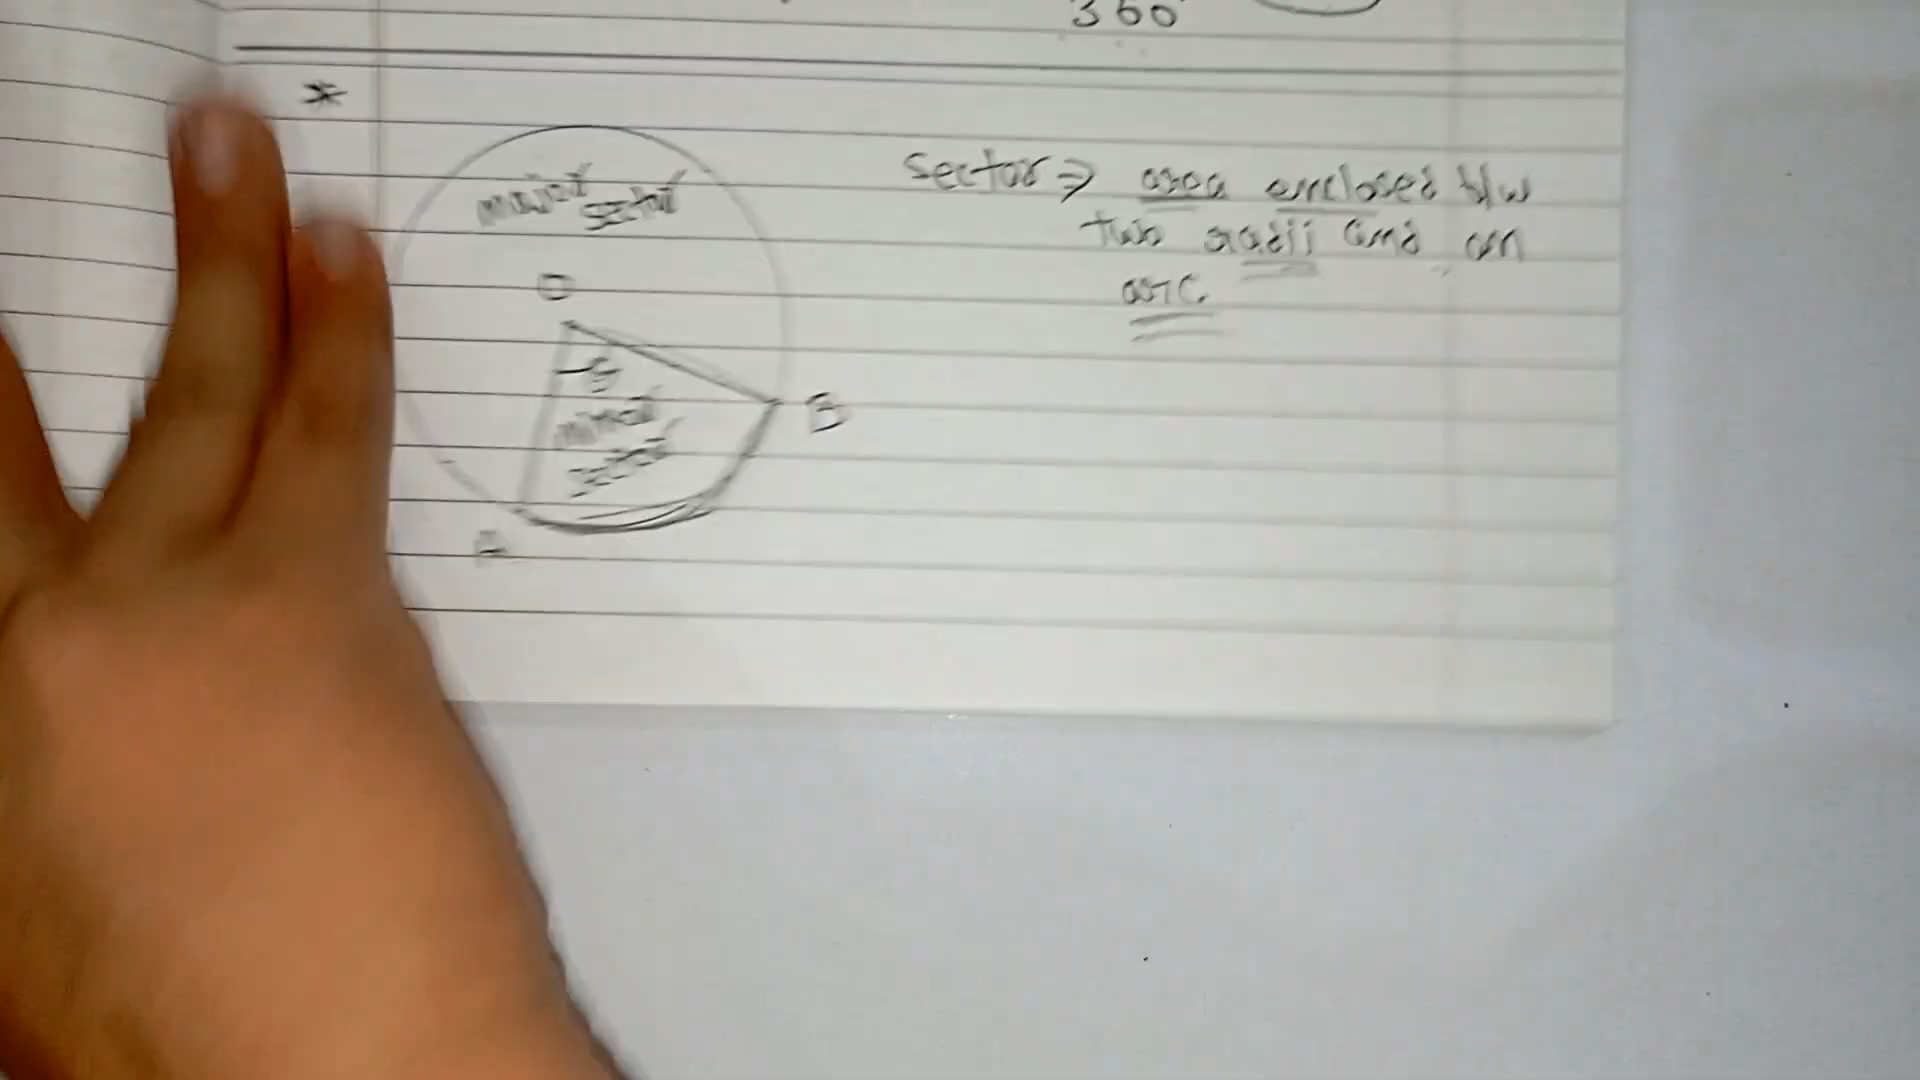 360
*
major
sector
sector ⇒ area enclosed b/w
two radii and an
arc.
O
θ
minor
sector
B
A